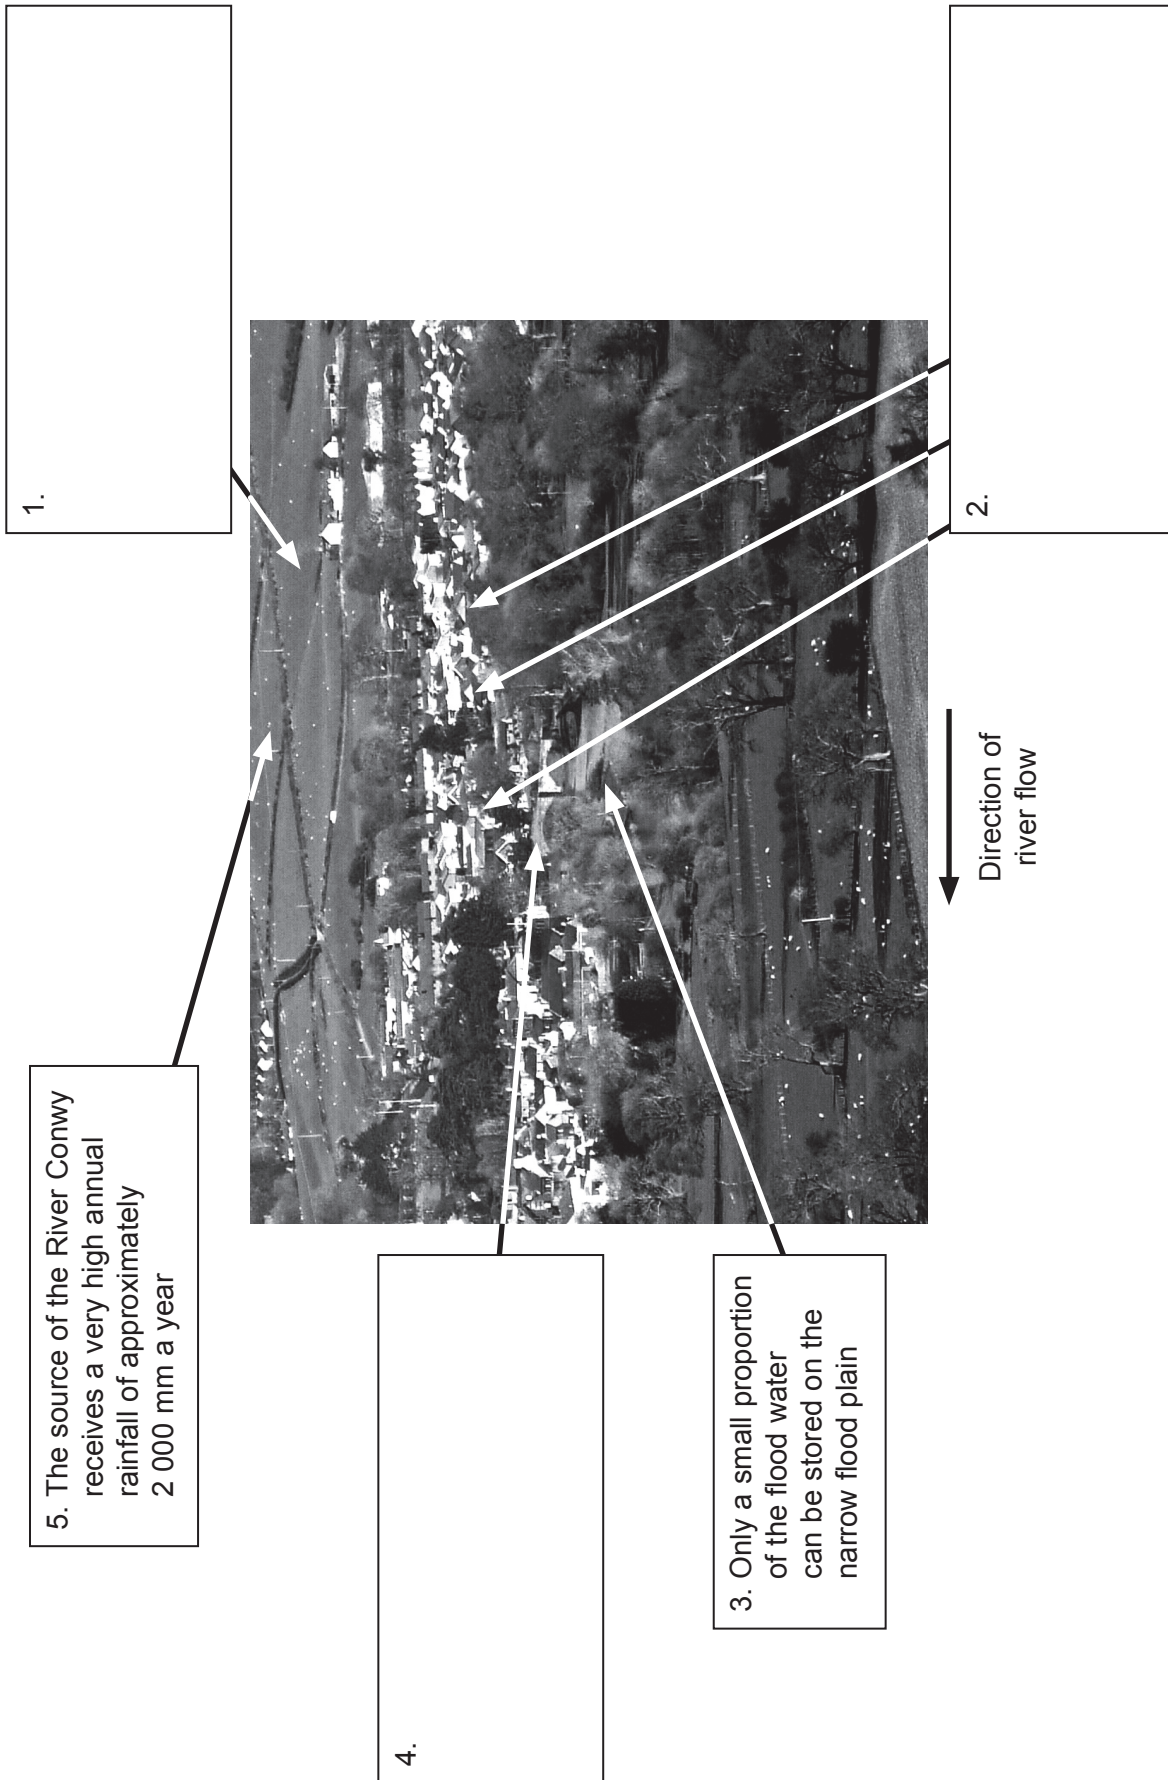 5. The source of the River Conwy
receives a very high annual
rainfall of approximately
2 000 mm a year
1.
4.
3. Only a small proportion
of the flood water
can be stored on the
narrow flood plain
Direction of
river flow
2.